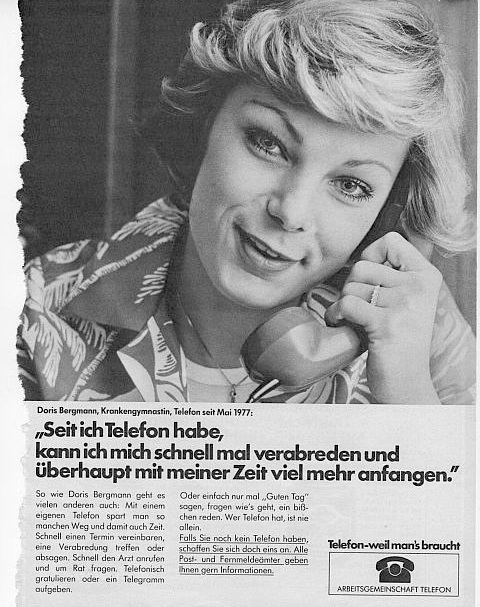 Doris Bergmann, Krankengymnastin, Telefon seit Mai 1977:
„Seit ich Telefon habe,
kann ich mich schnell mal verabreden und
überhaupt mit meiner Zeit viel mehr anfangen.”
So wie Doris Bergmann geht es
vielen anderen auch: Mit einem
eigenen Telefon spart man so
manchen Weg und damit auch Zeit.
Schnell einen Termin vereinbaren,
eine Verabredung treffen oder
absagen. Schnell den Arzt anrufen
und um Rat fragen. Telefonisch
gratulieren oder ein Telegramm
aufgeben.
Oder einfach nur mal „Guten Tag”
sagen, fragen wie's geht, ein biß-
chen reden. Wer Telefon hat, ist nie
allein.
Falls Sie noch kein Telefon haben,
schaffen Sie sich doch eins an. Alle
Post- und Fernmeldeämter geben
Ihnen gern Informationen.
Telefon-weil man's braucht
ARBEITSGEMEINSCHAFT TELEFON